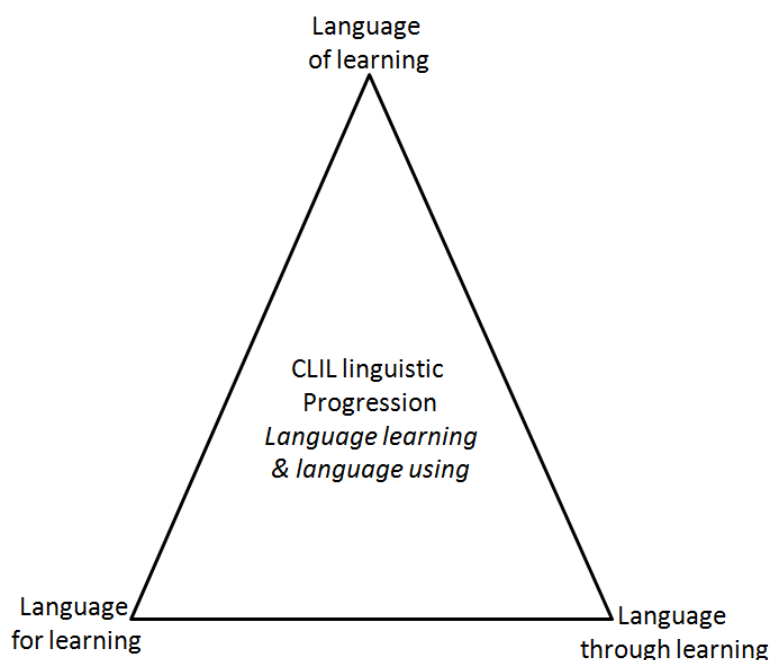 Language
of learning
CLIL linguistic
Progression
Language learning
& language using
Language
for learning
Language
through learning